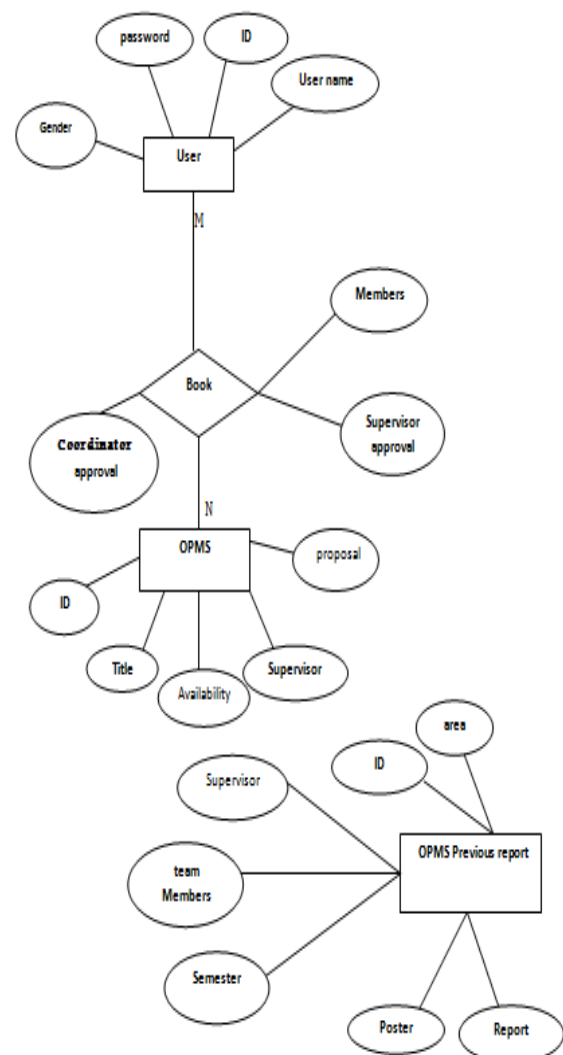 password
ID
User name
Gender
User
M
Members
Book
Supervisor
approval
Coordinator
approval
N
OPMS
proposal
ID
Title
Availability
Supervisor
area
ID
Supervisor
OPMS Previous report
team
Members
Semester
Poster
Report